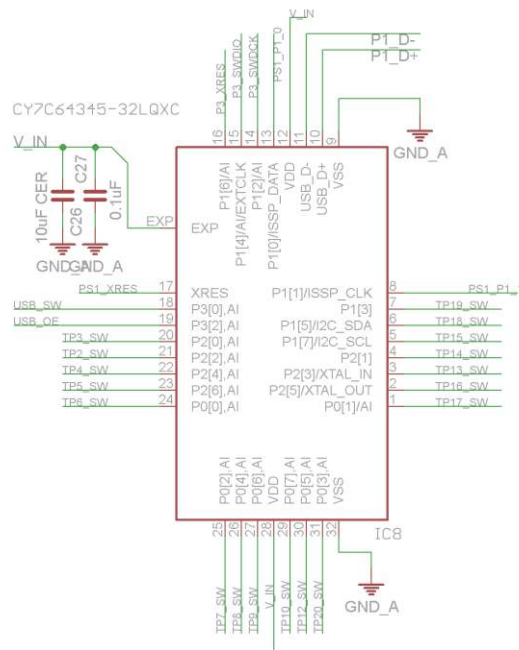 V_IN
P1_D-
P1_D+
P3_XRES
P3_SWDIO
P3_SWDCK
PS1_P1_0
CY7C64345-32LQXC
16
15
14
13
12
11
10
9
GND_A
V_IN
P1[6]/AI
P1[4]/AI/EXTCLK
P1[2]/AI
P1[0]/ISSP_DATA
VDD
USB_D-
USB_D+
VSS
10uF CER
C26
C27
0.1uF
EXP
EXP
GND_A
GND_A
PS1_XRES
17
XRES
P1[1]/ISSP_CLK
8
PS1_P1_1
USB_SW
18
P3[0],AI
P1[3]
7
TP19_SW
USB_OE
19
P3[2],AI
P1[5]/I2C_SDA
6
TP18_SW
TP3_SW
20
P2[0],AI
P1[7]/I2C_SCL
5
TP15_SW
TP2_SW
21
P2[2],AI
P2[1]
4
TP14_SW
TP4_SW
22
P2[4],AI
P2[3]/XTAL_IN
3
TP13_SW
TP5_SW
23
P2[6],AI
P2[5]/XTAL_OUT
2
TP16_SW
TP6_SW
24
P0[0],AI
P0[1]/AI
1
TP17_SW
P0[2],AI
P0[4],AI
P0[6],AI
VDD
P0[7],AI
P0[5],AI
P0[3],AI
VSS
25
26
27
28
29
30
31
32
IC8
TP7_SW
TP8_SW
TP9_SW
V_IN
TP10_SW
TP12_SW
TP20_SW
GND_A